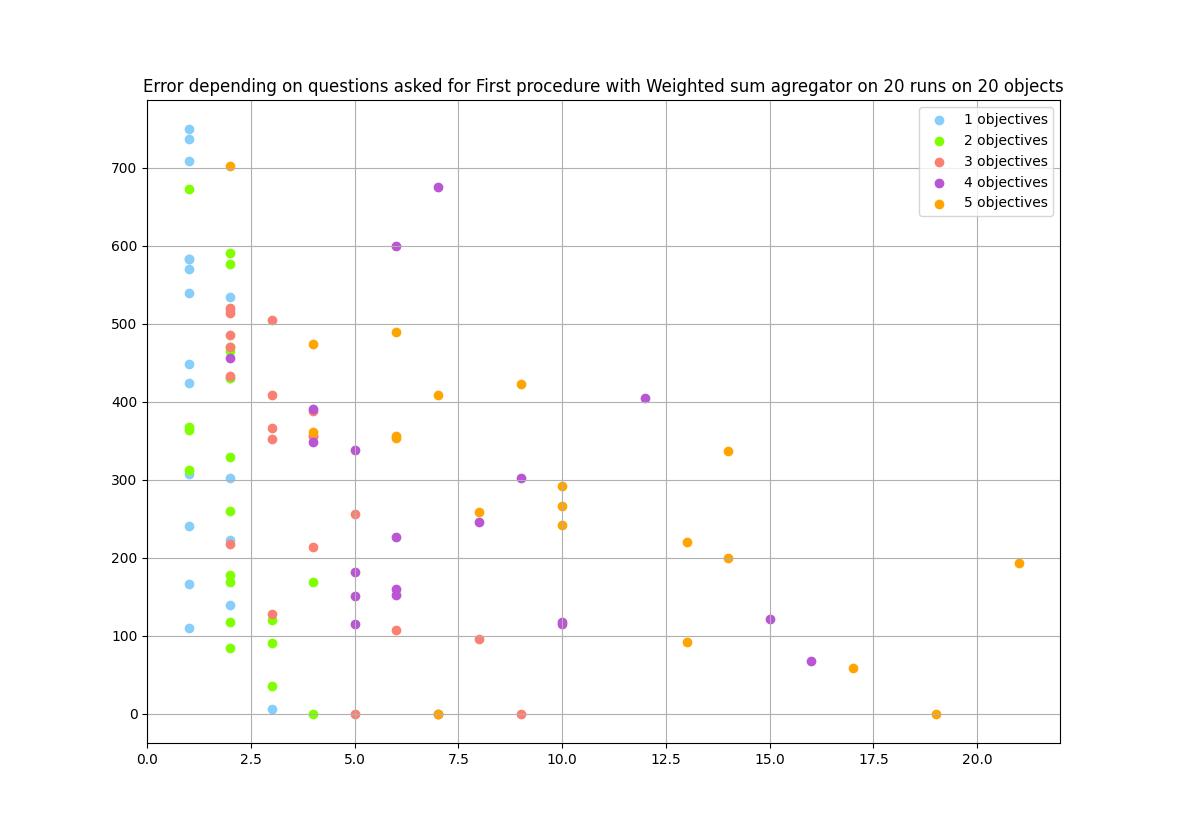 Error depending on questions asked for First procedure with Weighted sum agregator on 20 runs on 20 objects
1 objectives
2 objectives
3 objectives
4 objectives
5 objectives
700
600
500
400
300
200
100
0
0.0 2.5 5.0 7.5 10.0 12.5 15.0 17.5 20.0